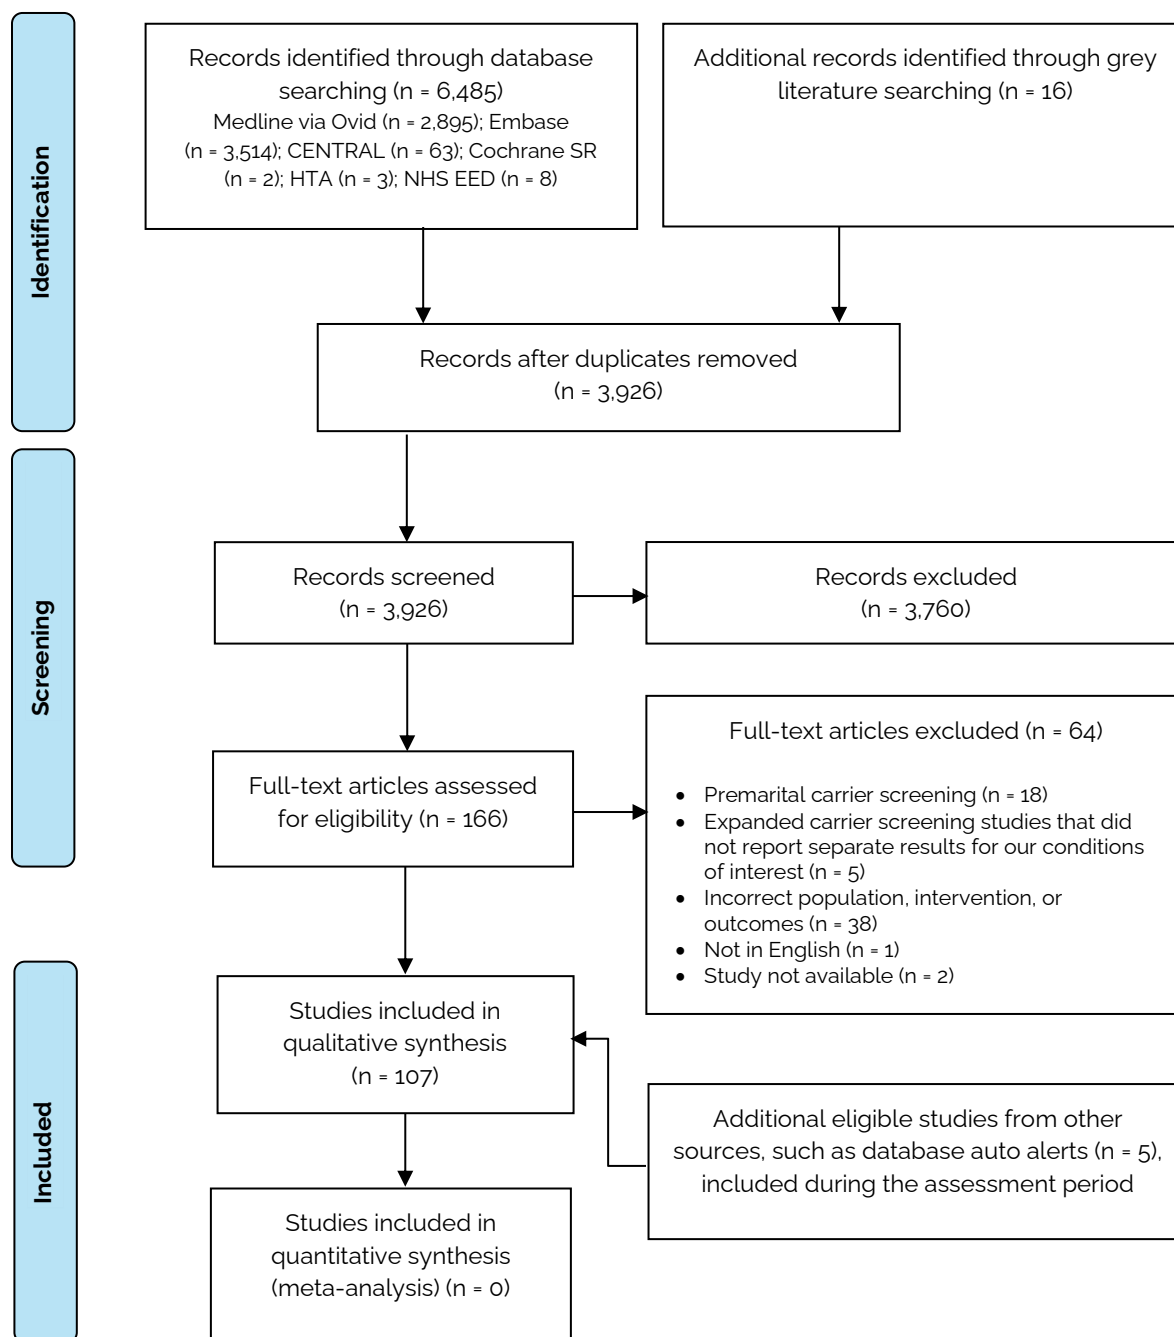 Identification
Records identified through database
searching (n = 6,485)
Medline via Ovid (n = 2,895); Embase
(n = 3,514); CENTRAL (n = 63); Cochrane SR
(n = 2); HTA (n = 3); NHS EED (n = 8)
Additional records identified through grey
literature searching (n = 16)
Records after duplicates removed
(n = 3,926)
Screening
Records screened
(n = 3,926)
Records excluded
(n = 3,760)
Full-text articles assessed
for eligibility (n = 166)
Full-text articles excluded (n = 64)
• Premarital carrier screening (n = 18)
• Expanded carrier screening studies that did
not report separate results for our conditions
of interest (n = 5)
• Incorrect population, intervention, or
outcomes (n = 38)
• Not in English (n = 1)
• Study not available (n = 2)
Included
Studies included in
qualitative synthesis
(n = 107)
Additional eligible studies from other
sources, such as database auto alerts (n = 5),
included during the assessment period
Studies included in
quantitative synthesis
(meta-analysis) (n = 0)